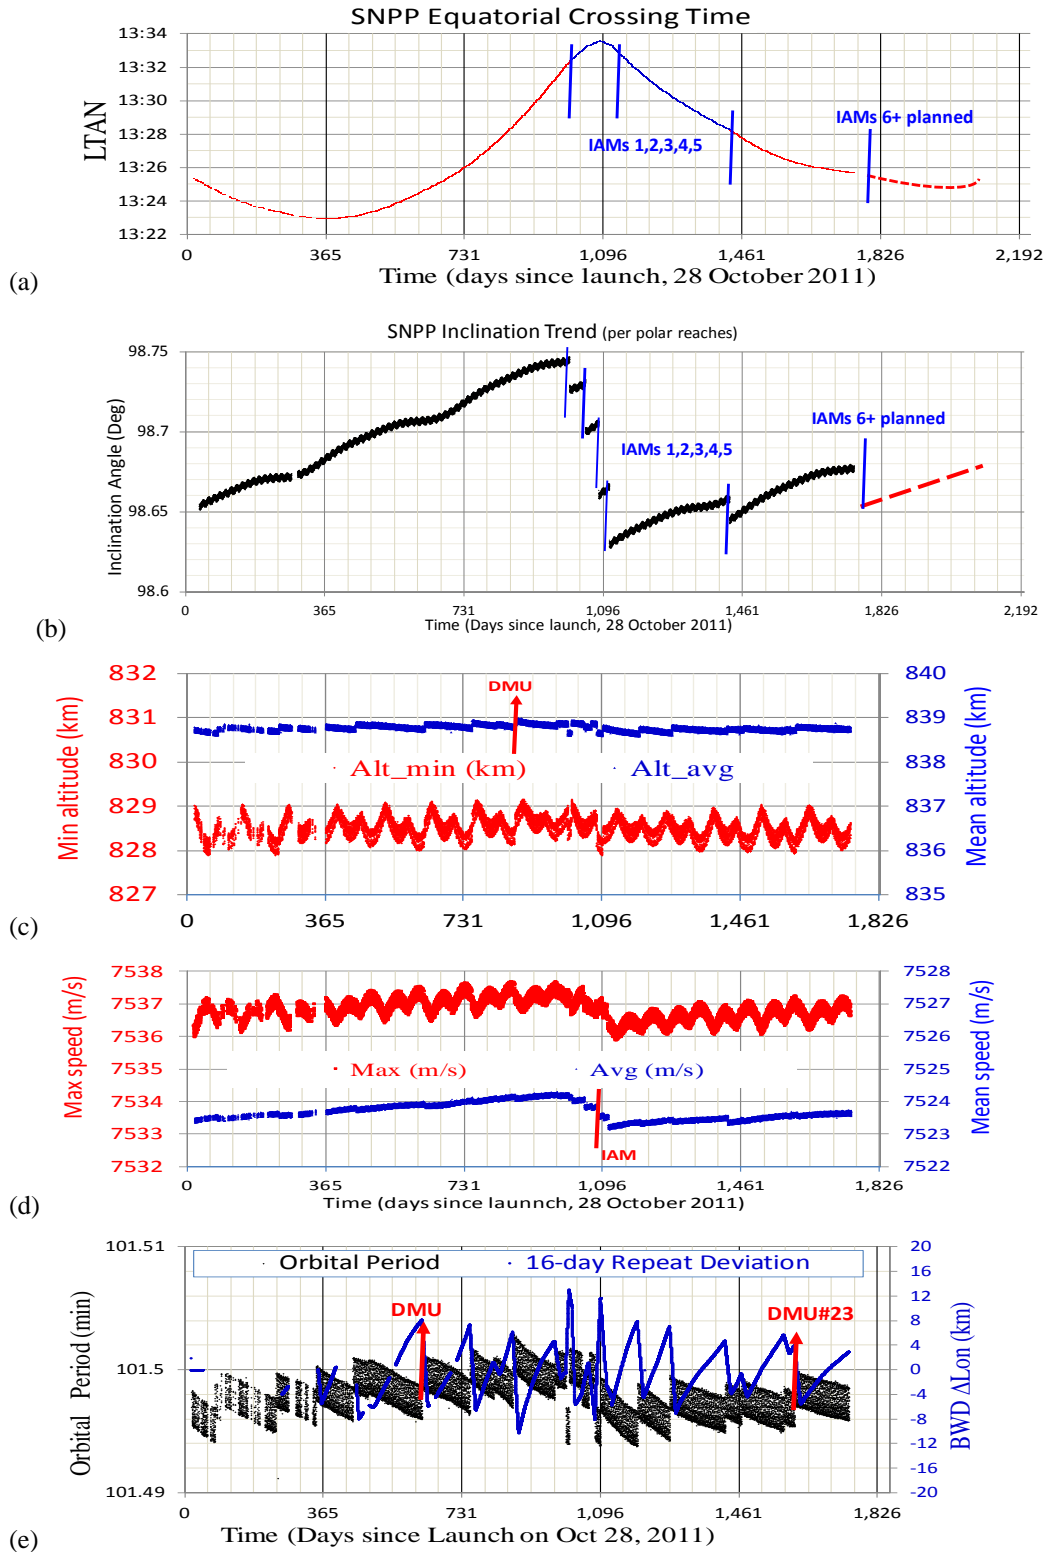 SNPP Equatorial Crossing Time
13:34
13:32
13:30
13:28
13:26
13:24
13:22
LTAN
IAMs 1,2,3,4,5
IAMs 6+ planned
0 365 731 1,096 1,461 1,826 2,192
Time (days since launch, 28 October 2011)
(a)
SNPP Inclination Trend (per polar reaches)
98.75
98.7
98.65
98.6
Inclination Angle (Deg)
IAMs 1,2,3,4,5
IAMs 6+ planned
0 365 731 1,096 1,461 1,826 2,192
Time (Days since launch, 28 October 2011)
(b)
832
831
830
829
828
827
Min altitude (km)
DMU
Alt_min (km) Alt_avg
840
839
838
837
836
835
Mean altitude (km)
0 365 731 1,096 1,461 1,826
(c)
7538
7537
7536
7535
7534
7533
7532
Max speed (m/s)
Max (m/s) Avg (m/s)
IAM
7528
7527
7526
7525
7524
7523
7522
Mean speed (m/s)
0 365 731 1,096 1,461 1,826
Time (days since launnch, 28 October 2011)
(d)
101.51
101.5
101.49
Orbital Period (min)
Orbital Period 16-day Repeat Deviation
DMU
DMU#23
20
16
12
8
4
0
-4
-8
-12
-16
-20
BWD ΔLon (km)
0 365 731 1,096 1,461 1,826
Time (Days since Launch on Oct 28, 2011)
(e)